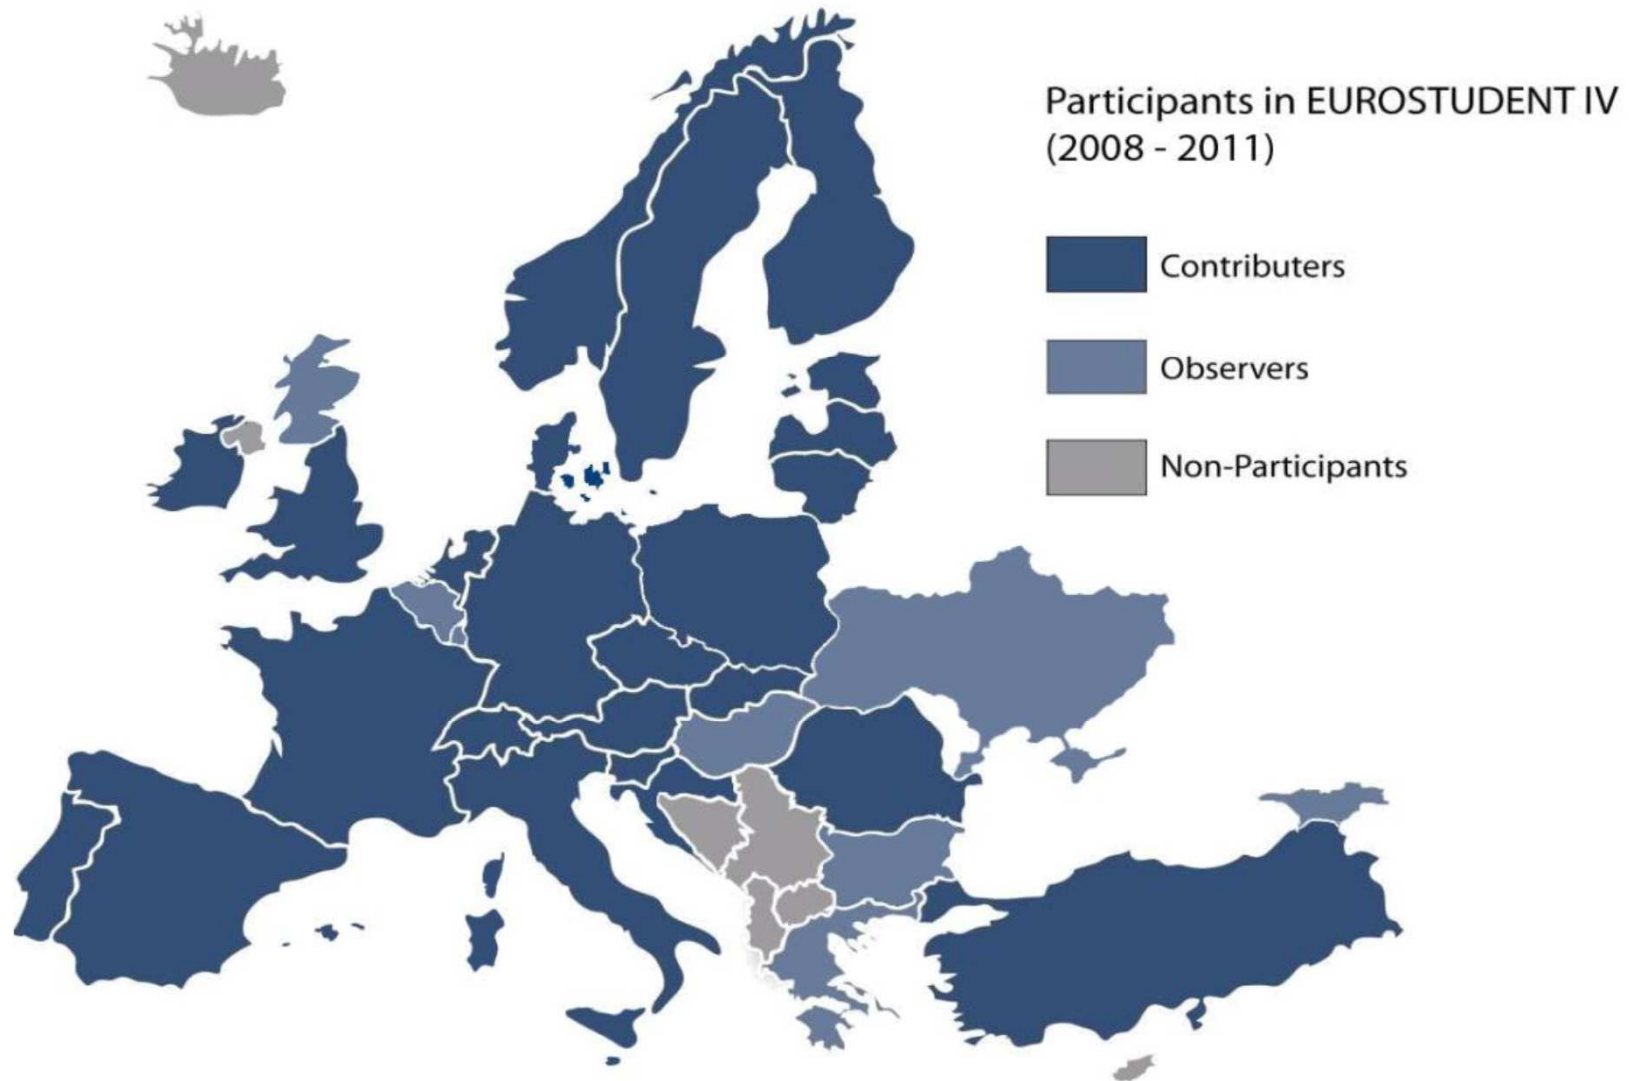 Participants in EUROSTUDENT IV
(2008 - 2011)
Contributers
Observers
Non-Participants